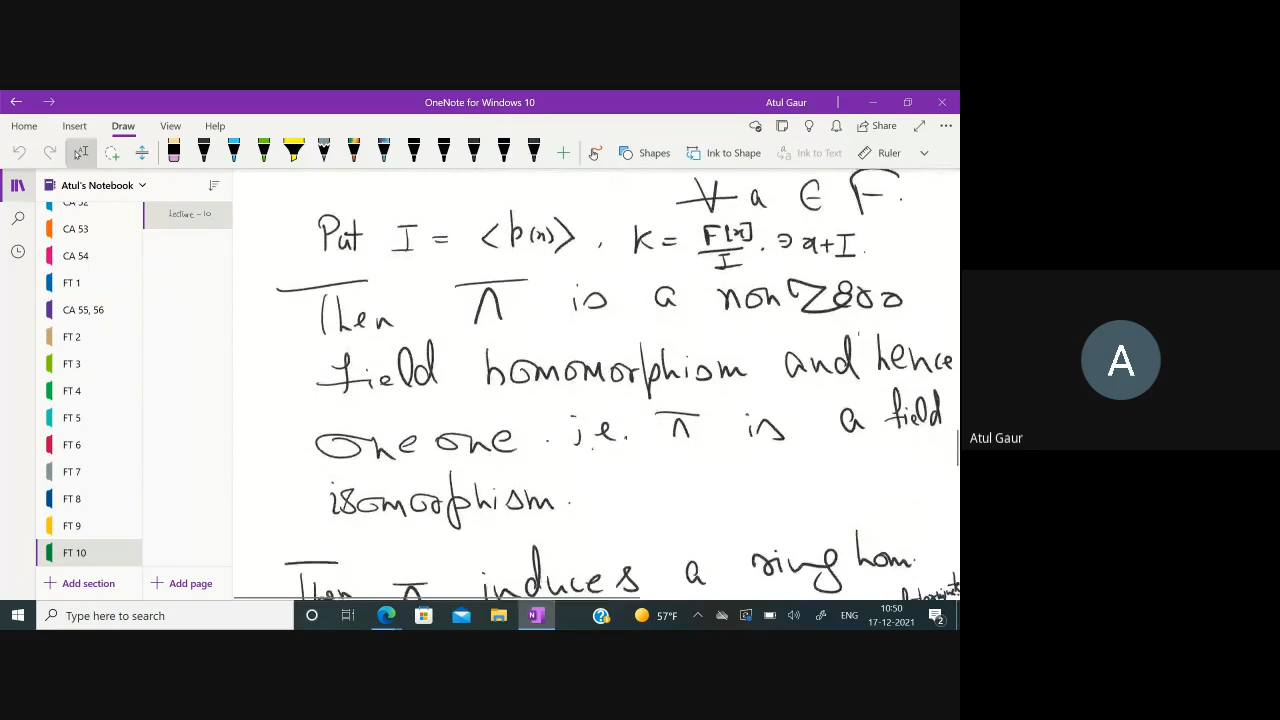 OneNote for Windows 10
Atul Gaur
Home Insert Draw View Help
Share
Shapes Ink to Shape Ink to Text Ruler
Atul's Notebook
CA 52
CA 53
CA 54
FT 1
CA 55, 56
FT 2
FT 3
FT 4
FT 5
FT 6
FT 7
FT 8
FT 9
FT 10
Add section
Lecture - 10
Add page
∀ a ∈ F.
Put I = <p(x)>, K = F[x]/I . ∋ x+I.
Then π̄ is a non zero
field homomorphism and hence
one one . i.e. π̄ is a field
isomorphism.
Then π̄ induces a ring hom.
Type here to search
57°F
ENG
10:50
17-12-2021
2
A
Atul Gaur